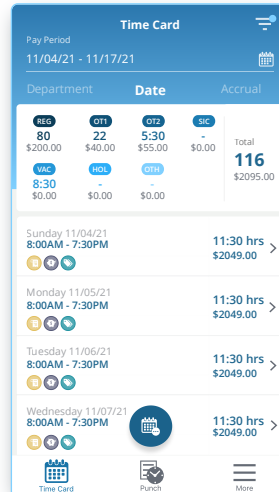 Time Card
Pay Period
11/04/21 - 11/17/21
Department Date Accrual
REG OT1 OT2 SIC
80 22 5:30 -
$200.00 $40.00 $55.00 $0.00
VAC HOL OTH
8:30 - -
$0.00 $0.00 $0.00
Total
116
$2095.00
Sunday 11/04/21
8:00AM - 7:30PM
11:30 hrs
$2049.00
Monday 11/05/21
8:00AM - 7:30PM
11:30 hrs
$2049.00
Tuesday 11/06/21
8:00AM - 7:30PM
11:30 hrs
$2049.00
Wednesday 11/07/21
8:00AM - 7:30PM
11:30 hrs
$2049.00
Time Card Punch More